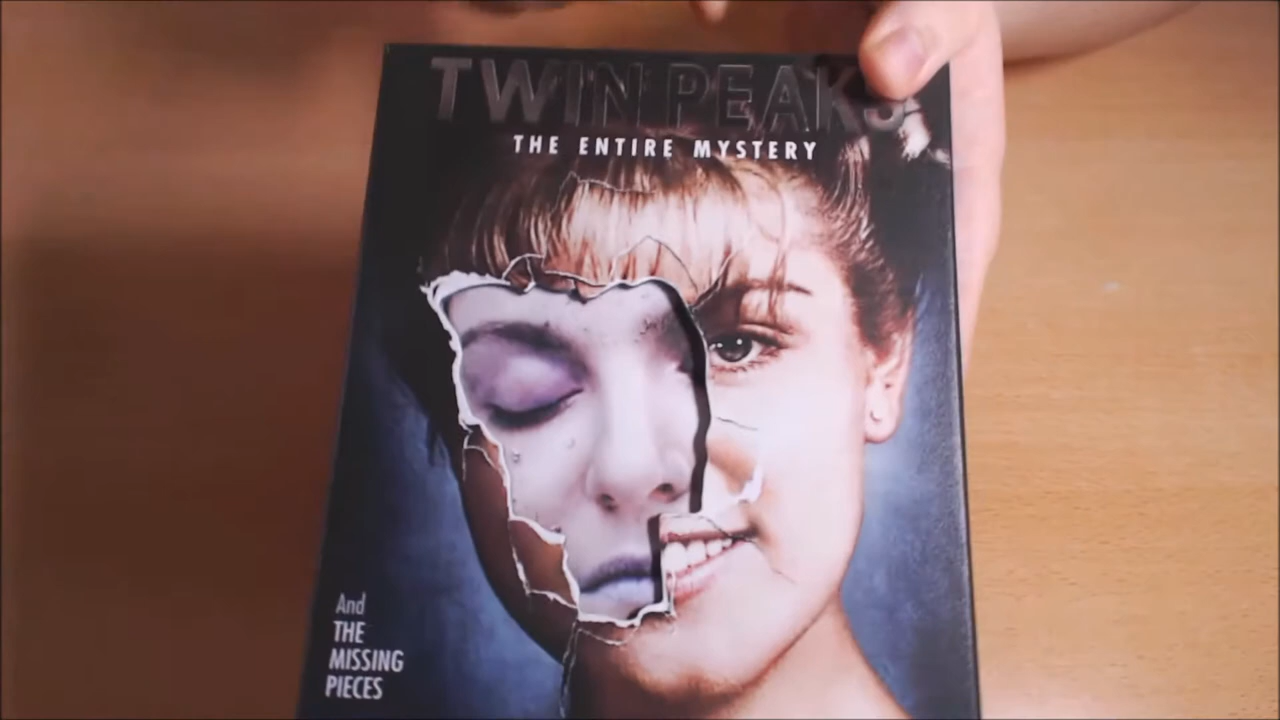 TWIN PEAKS
THE ENTIRE MYSTERY
And
THE
MISSING
PIECES